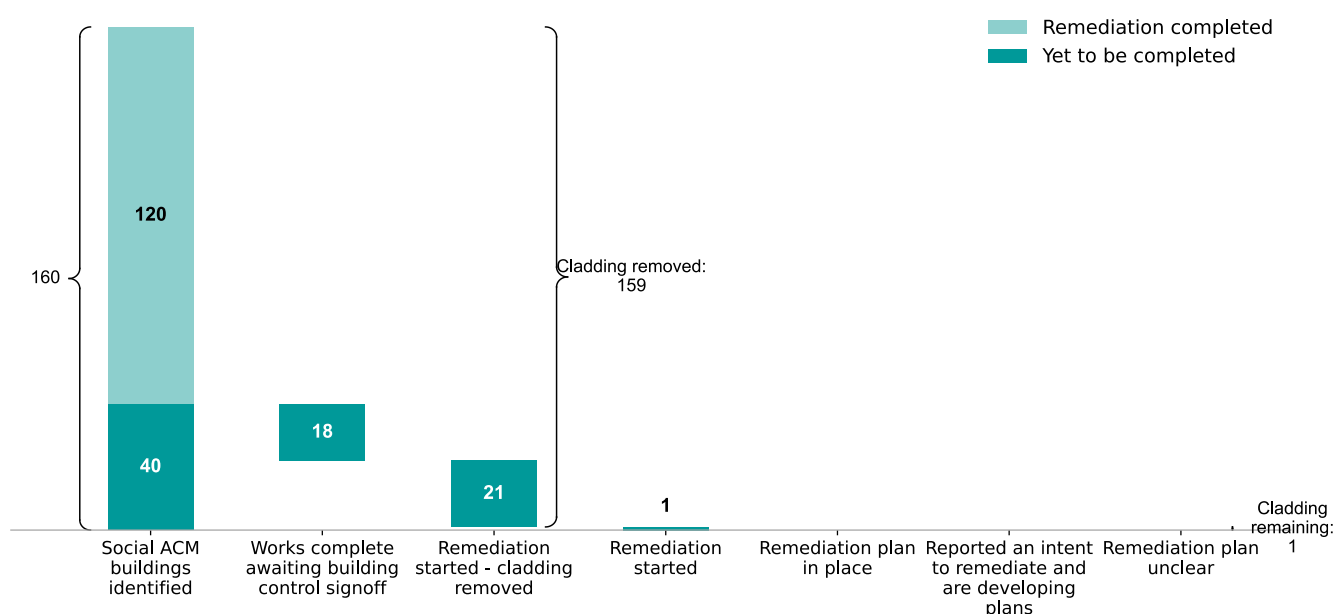 Remediation completed
Yet to be completed
120
160
Cladding removed:
159
18
40
21
1
Cladding
remaining:
1
Social ACM
buildings
identified
Works complete
awaiting building
control signoff
Remediation
started - cladding
removed
Remediation
started
Remediation plan
in place
Reported an intent
to remediate and
are developing
plans
Remediation plan
unclear